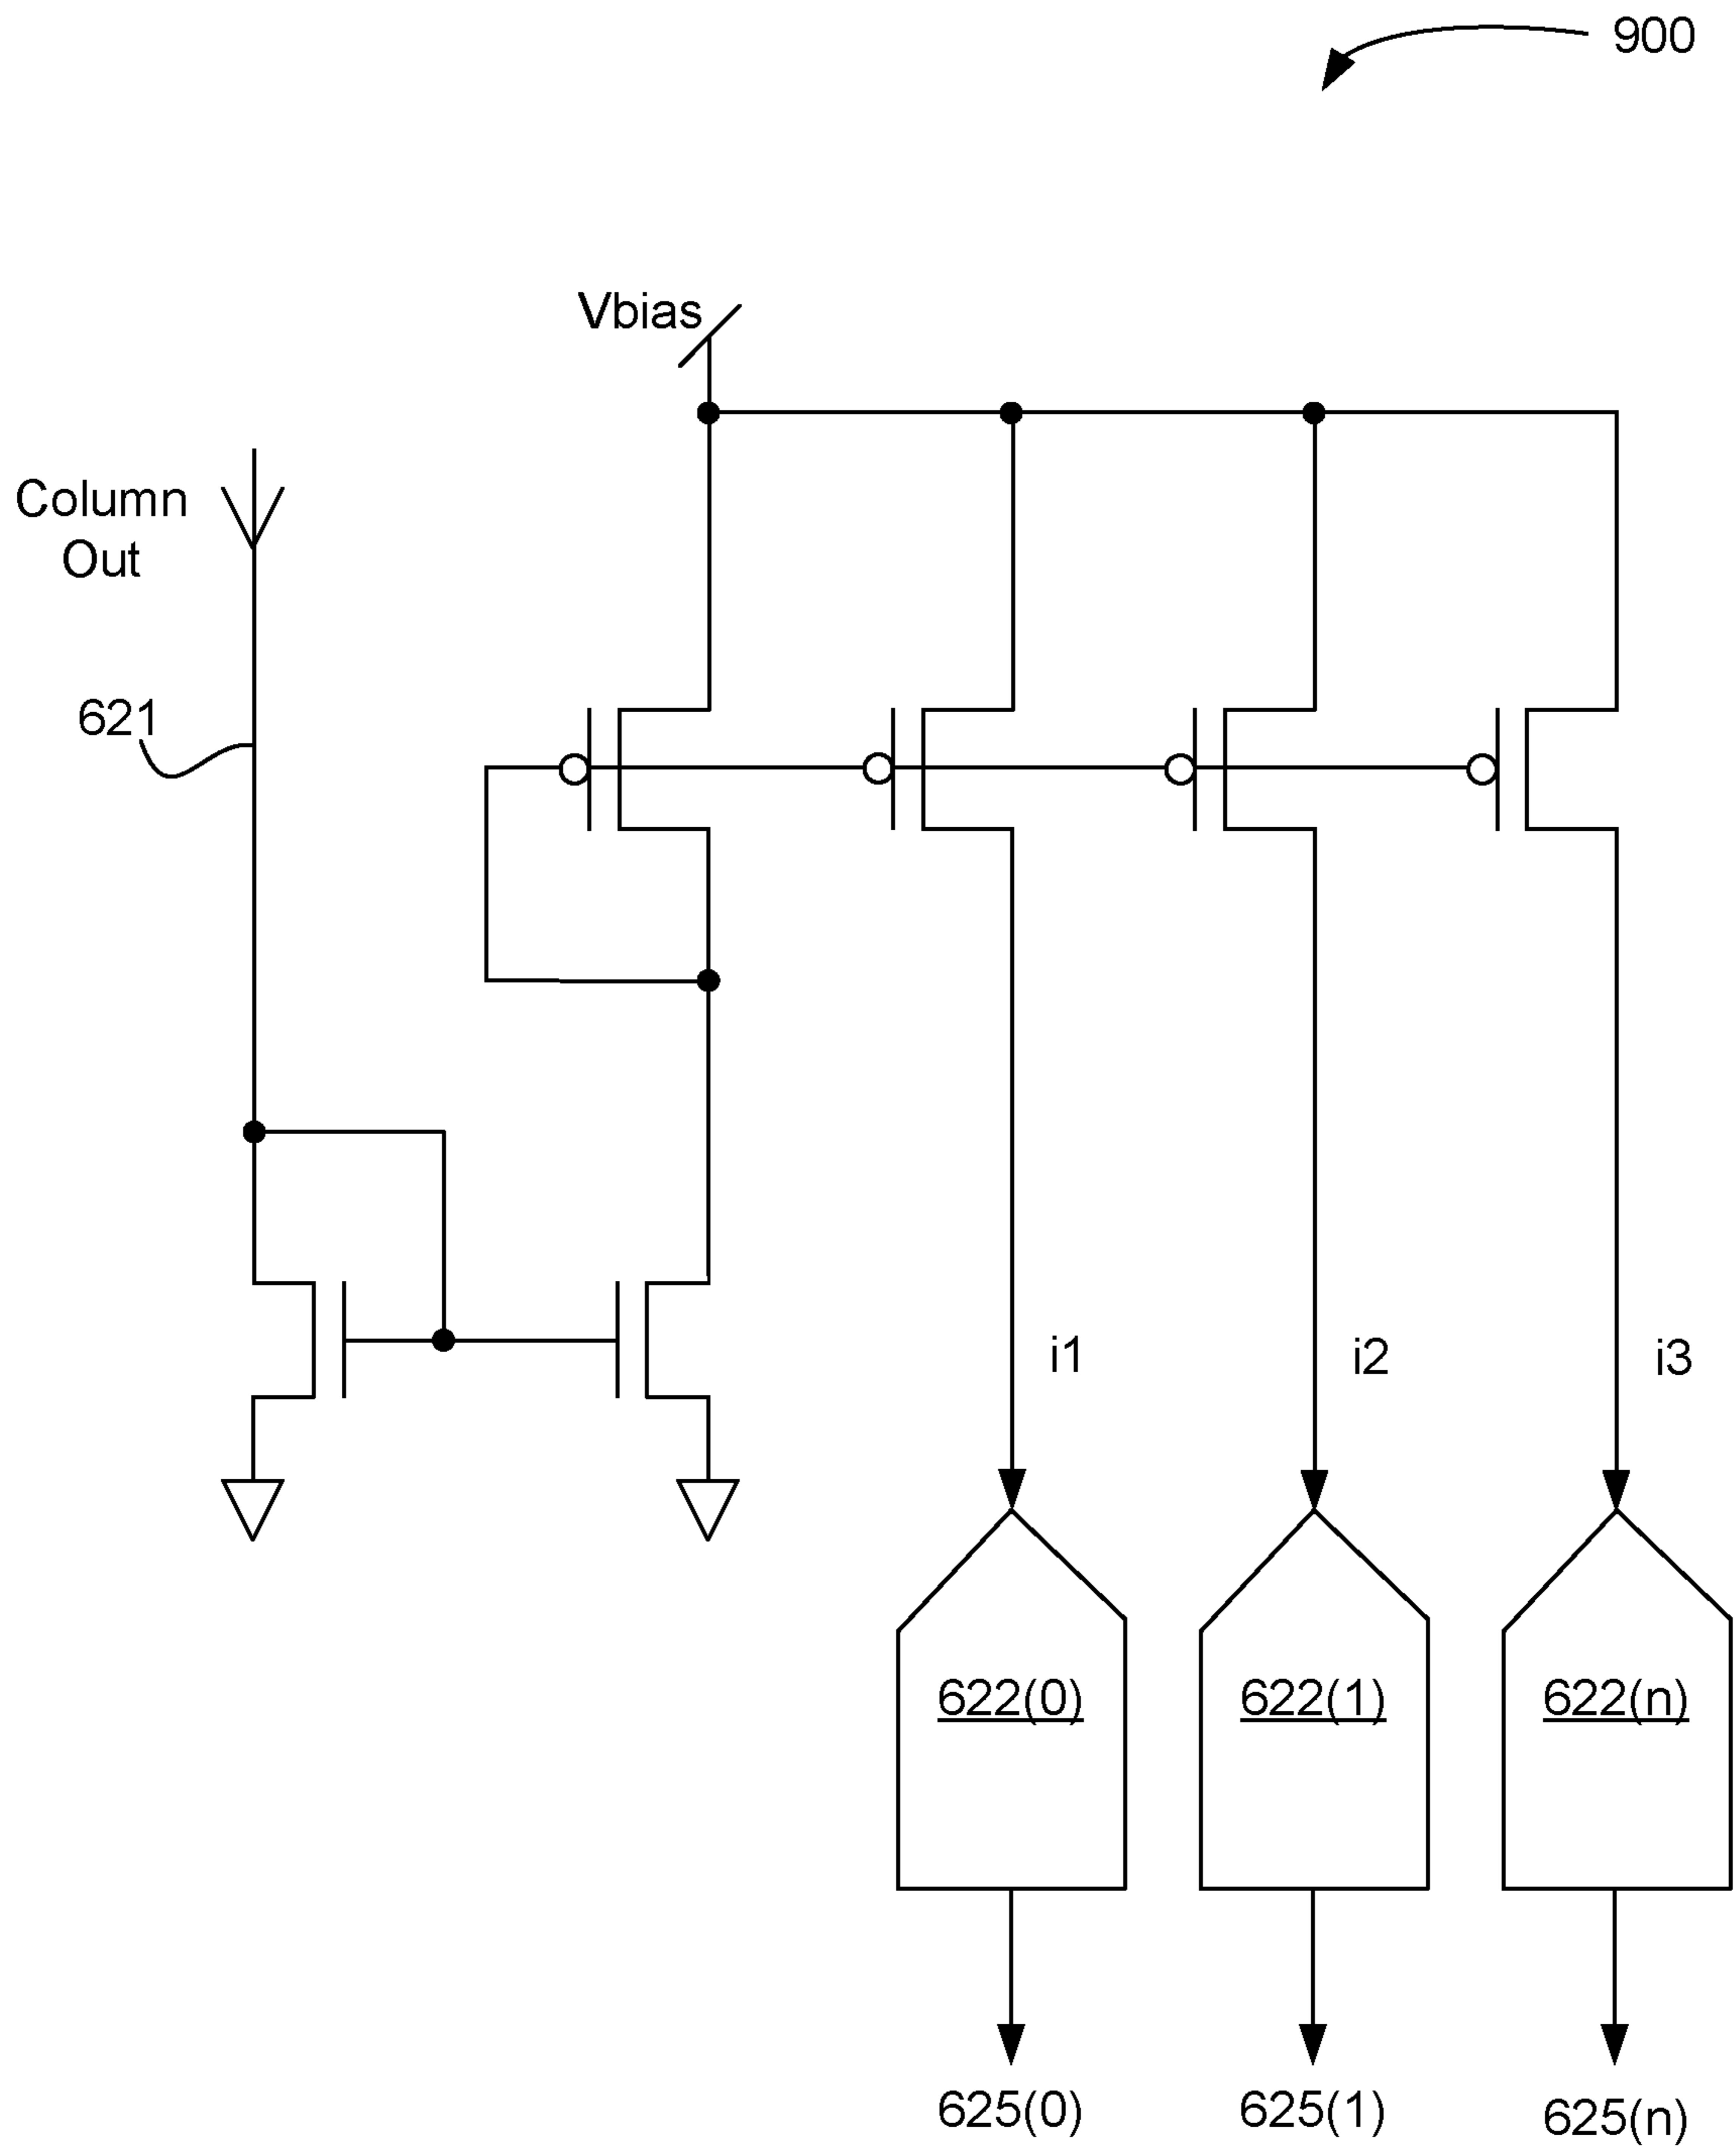 900
Vbias
Column
Out
621
i1
i2
i3
622(0)
622(1)
622(n)
625(0)
625(1)
625(n)